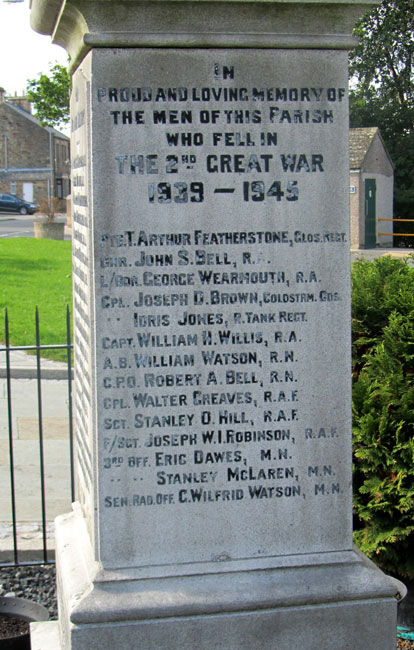 IN
PROUD AND LOVING MEMORY OF
THE MEN OF THIS PARISH
WHO FELL IN
THE 2ND GREAT WAR
1939 — 1945
PTE. T. ARTHUR FEATHERSTONE, GLOS. REGT.
GNR. JOHN S. BELL, R.A.
L/BDR. GEORGE WEARMOUTH, R.A.
CPL. JOSEPH D. BROWN, COLDSTRM. GDS.
" IDRIS JONES, R. TANK REGT.
CAPT. WILLIAM H. WILLIS, R.A.
A.B. WILLIAM WATSON, R.N.
C.P.O. ROBERT A. BELL, R.N.
CPL. WALTER GREAVES, R.A.F.
SGT. STANLEY O. HILL, R.A.F.
F/SGT. JOSEPH W.I. ROBINSON, R.A.F.
3RD OFF. ERIC DAWES, M.N.
" " STANLEY McLAREN, M.N.
SEN. RAD. OFF. C. WILFRID WATSON, M.N.